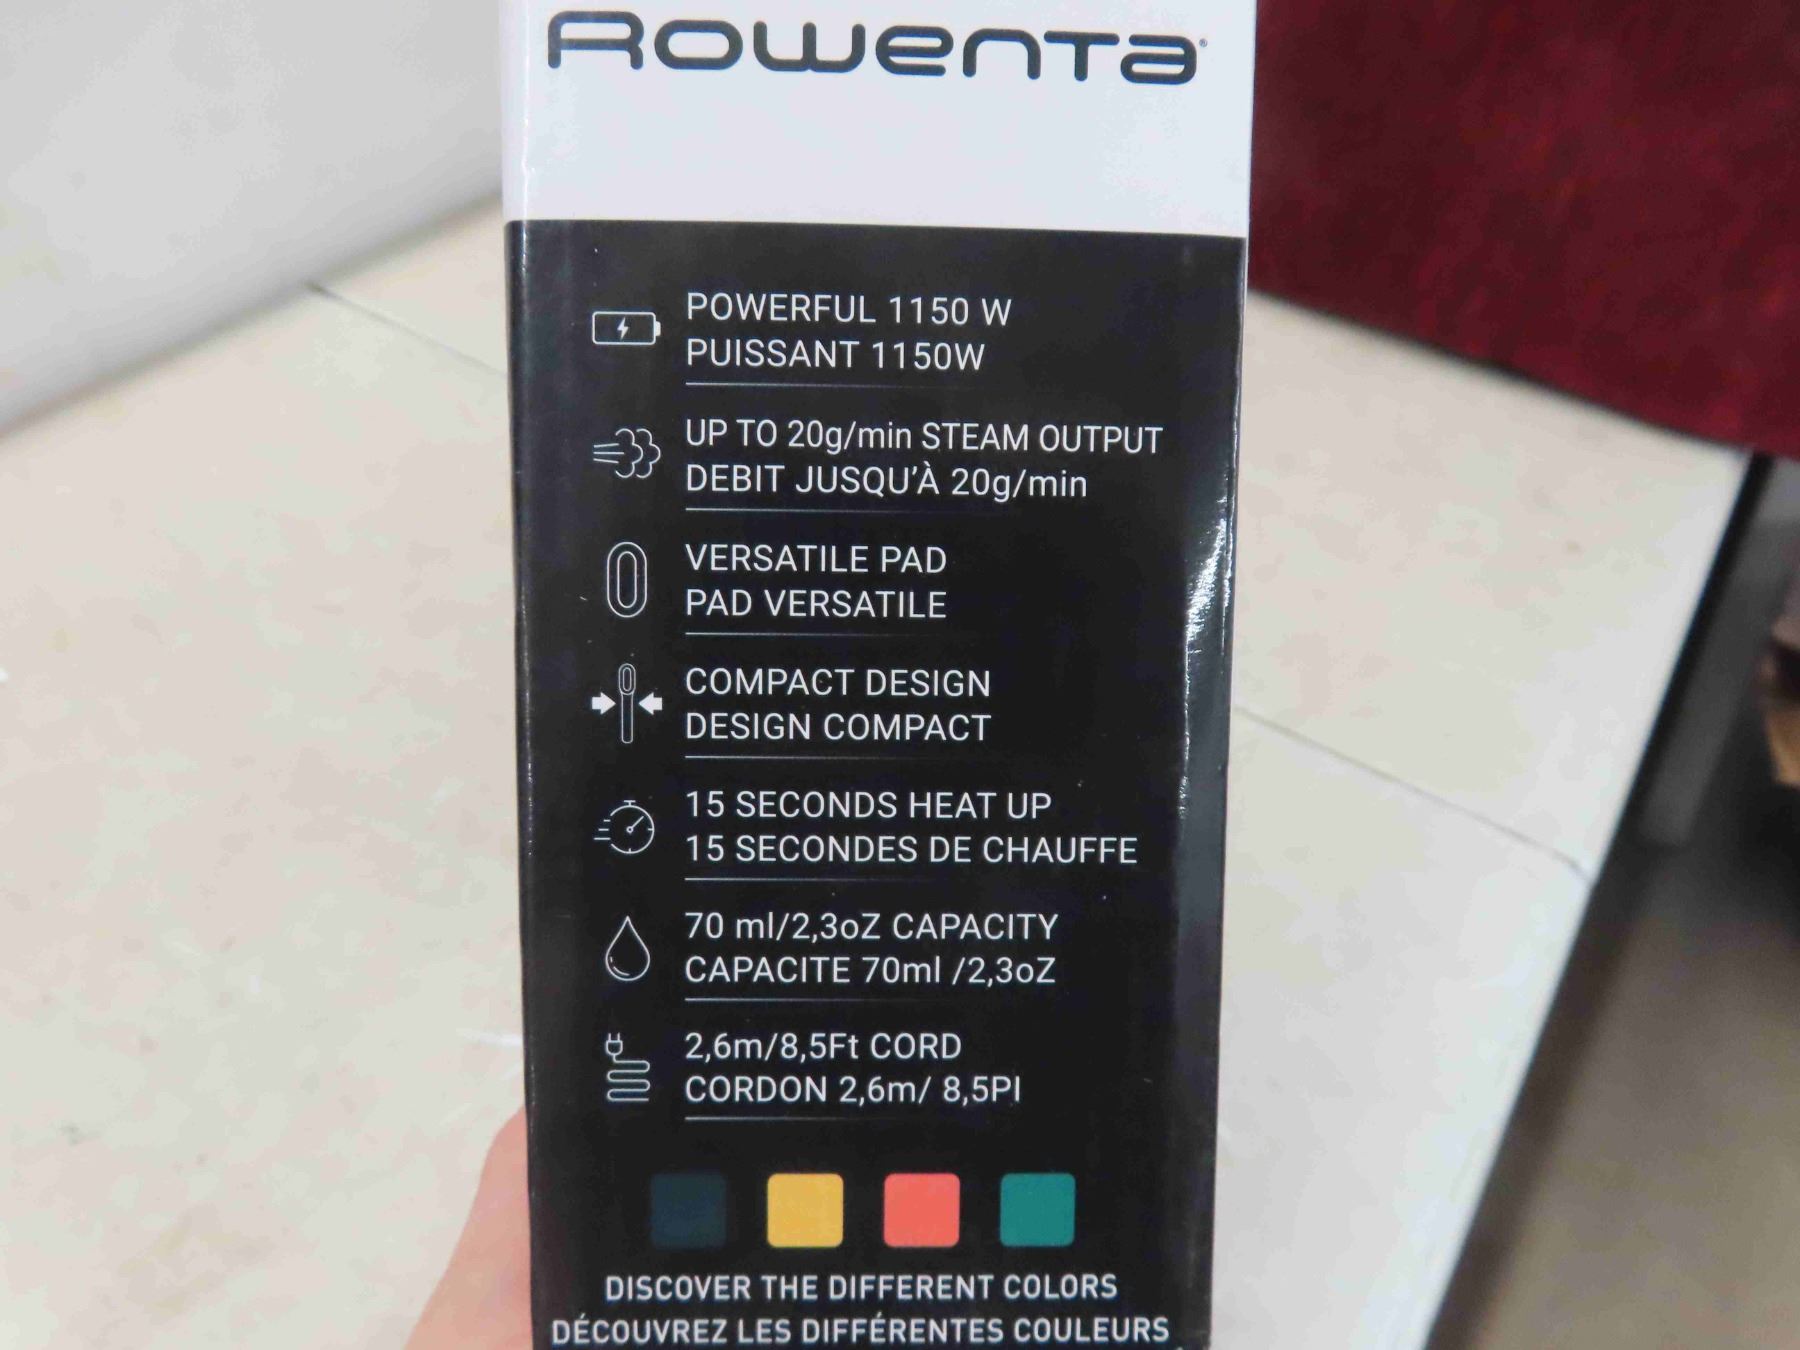 Rowenta
POWERFUL 1150 W
PUISSANT 1150W
UP TO 20g/min STEAM OUTPUT
DEBIT JUSQU'À 20g/min
VERSATILE PAD
PAD VERSATILE
COMPACT DESIGN
DESIGN COMPACT
15 SECONDS HEAT UP
15 SECONDES DE CHAUFFE
70 ml/2,3oZ CAPACITY
CAPACITE 70ml /2,3oZ
2,6m/8,5Ft CORD
CORDON 2,6m/ 8,5PI
DISCOVER THE DIFFERENT COLORS
DÉCOUVREZ LES DIFFÉRENTES COULEURS